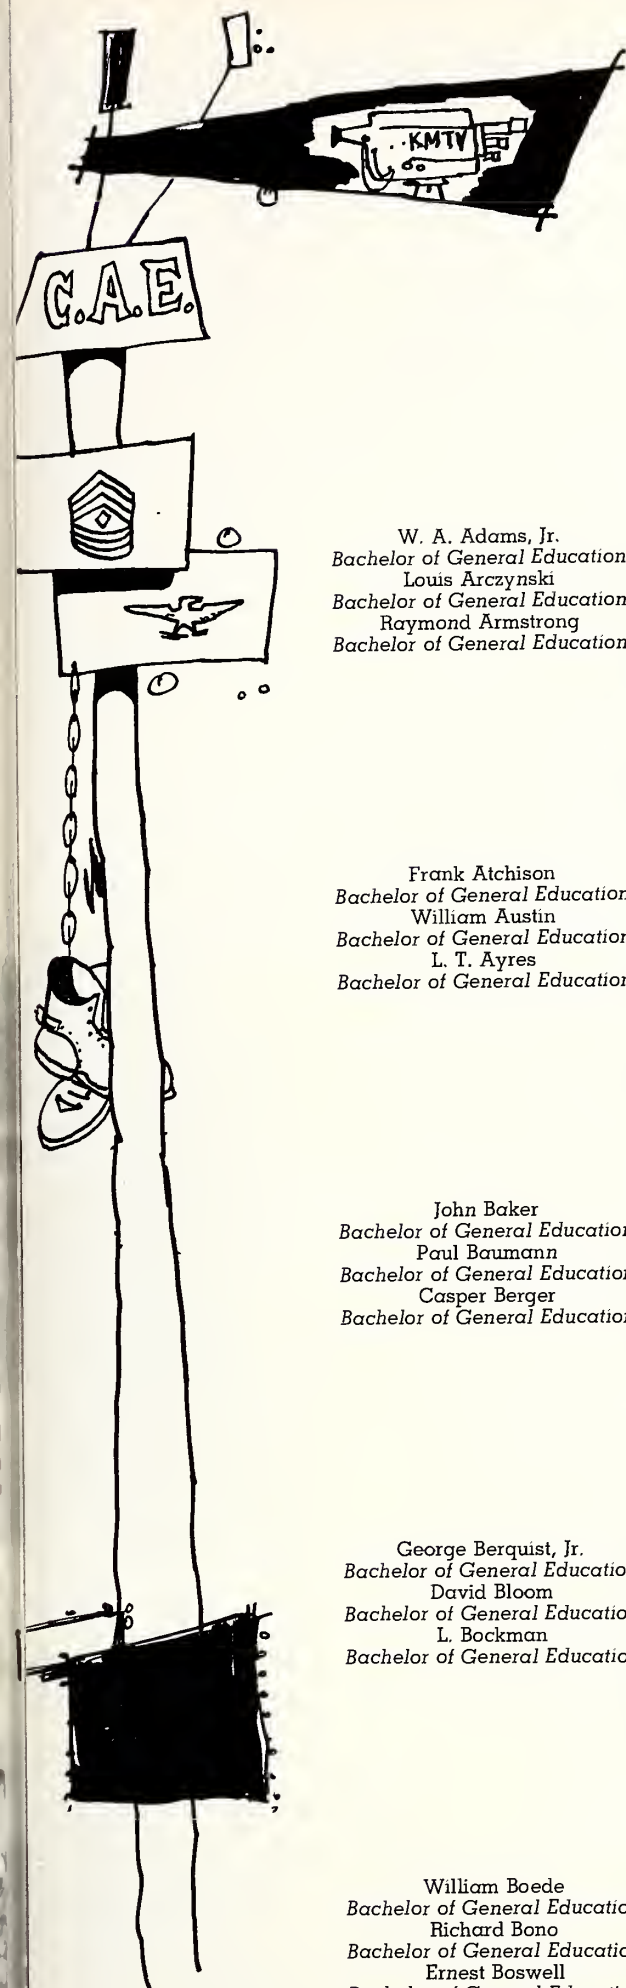 KMTV
C.A.E.
W. A. Adams, Jr.
Bachelor of General Education
Louis Arczynski
Bachelor of General Education
Raymond Armstrong
Bachelor of General Education
Frank Atchison
Bachelor of General Education
William Austin
Bachelor of General Education
L. T. Ayres
Bachelor of General Education
John Baker
Bachelor of General Education
Paul Baumann
Bachelor of General Education
Casper Berger
Bachelor of General Education
George Berquist, Jr.
Bachelor of General Educatio
David Bloom
Bachelor of General Educatio
L. Bockman
Bachelor of General Educatio
William Boede
Bachelor of General Educatio
Richard Bono
Bachelor of General Educatio
Ernest Boswell